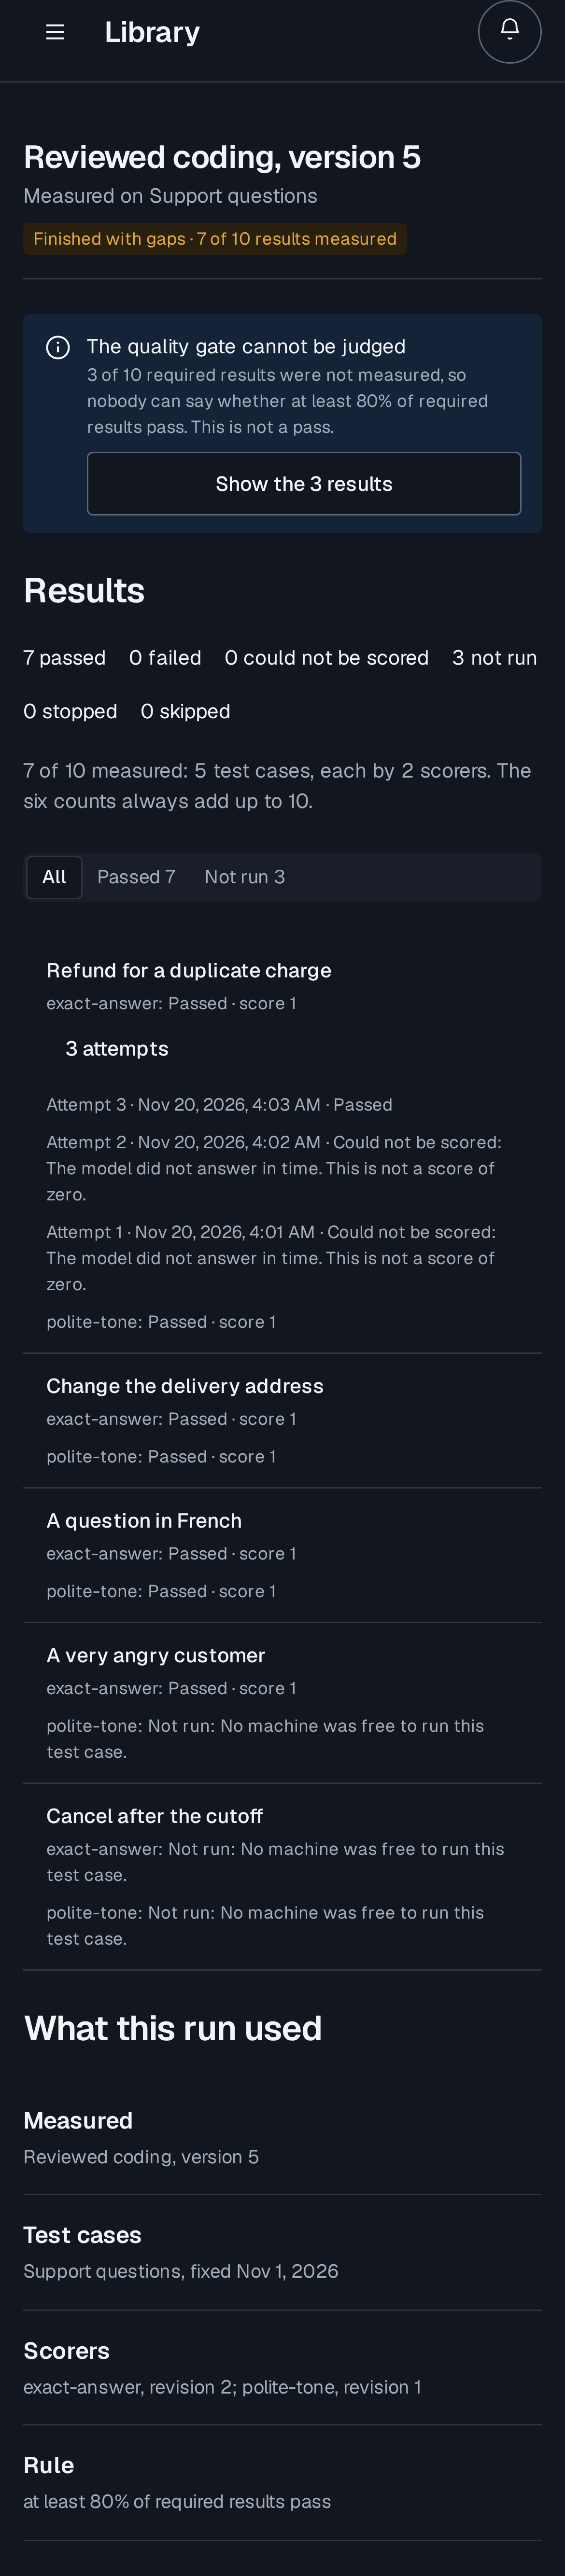 Library
Reviewed coding, version 5
Measured on Support questions
Finished with gaps · 7 of 10 results measured
The quality gate cannot be judged
3 of 10 required results were not measured, so
nobody can say whether at least 80% of required
results pass. This is not a pass.
Show the 3 results
Results
7 passed 0 failed 0 could not be scored 3 not run
0 stopped 0 skipped
7 of 10 measured: 5 test cases, each by 2 scorers. The
six counts always add up to 10.
All Passed 7 Not run 3
Refund for a duplicate charge
exact-answer: Passed · score 1
3 attempts
Attempt 3 · Nov 20, 2026, 4:03 AM · Passed
Attempt 2 · Nov 20, 2026, 4:02 AM · Could not be scored:
The model did not answer in time. This is not a score of
zero.
Attempt 1 · Nov 20, 2026, 4:01 AM · Could not be scored:
The model did not answer in time. This is not a score of
zero.
polite-tone: Passed · score 1
Change the delivery address
exact-answer: Passed · score 1
polite-tone: Passed · score 1
A question in French
exact-answer: Passed · score 1
polite-tone: Passed · score 1
A very angry customer
exact-answer: Passed · score 1
polite-tone: Not run: No machine was free to run this
test case.
Cancel after the cutoff
exact-answer: Not run: No machine was free to run this
test case.
polite-tone: Not run: No machine was free to run this
test case.
What this run used
Measured
Reviewed coding, version 5
Test cases
Support questions, fixed Nov 1, 2026
Scorers
exact-answer, revision 2; polite-tone, revision 1
Rule
at least 80% of required results pass